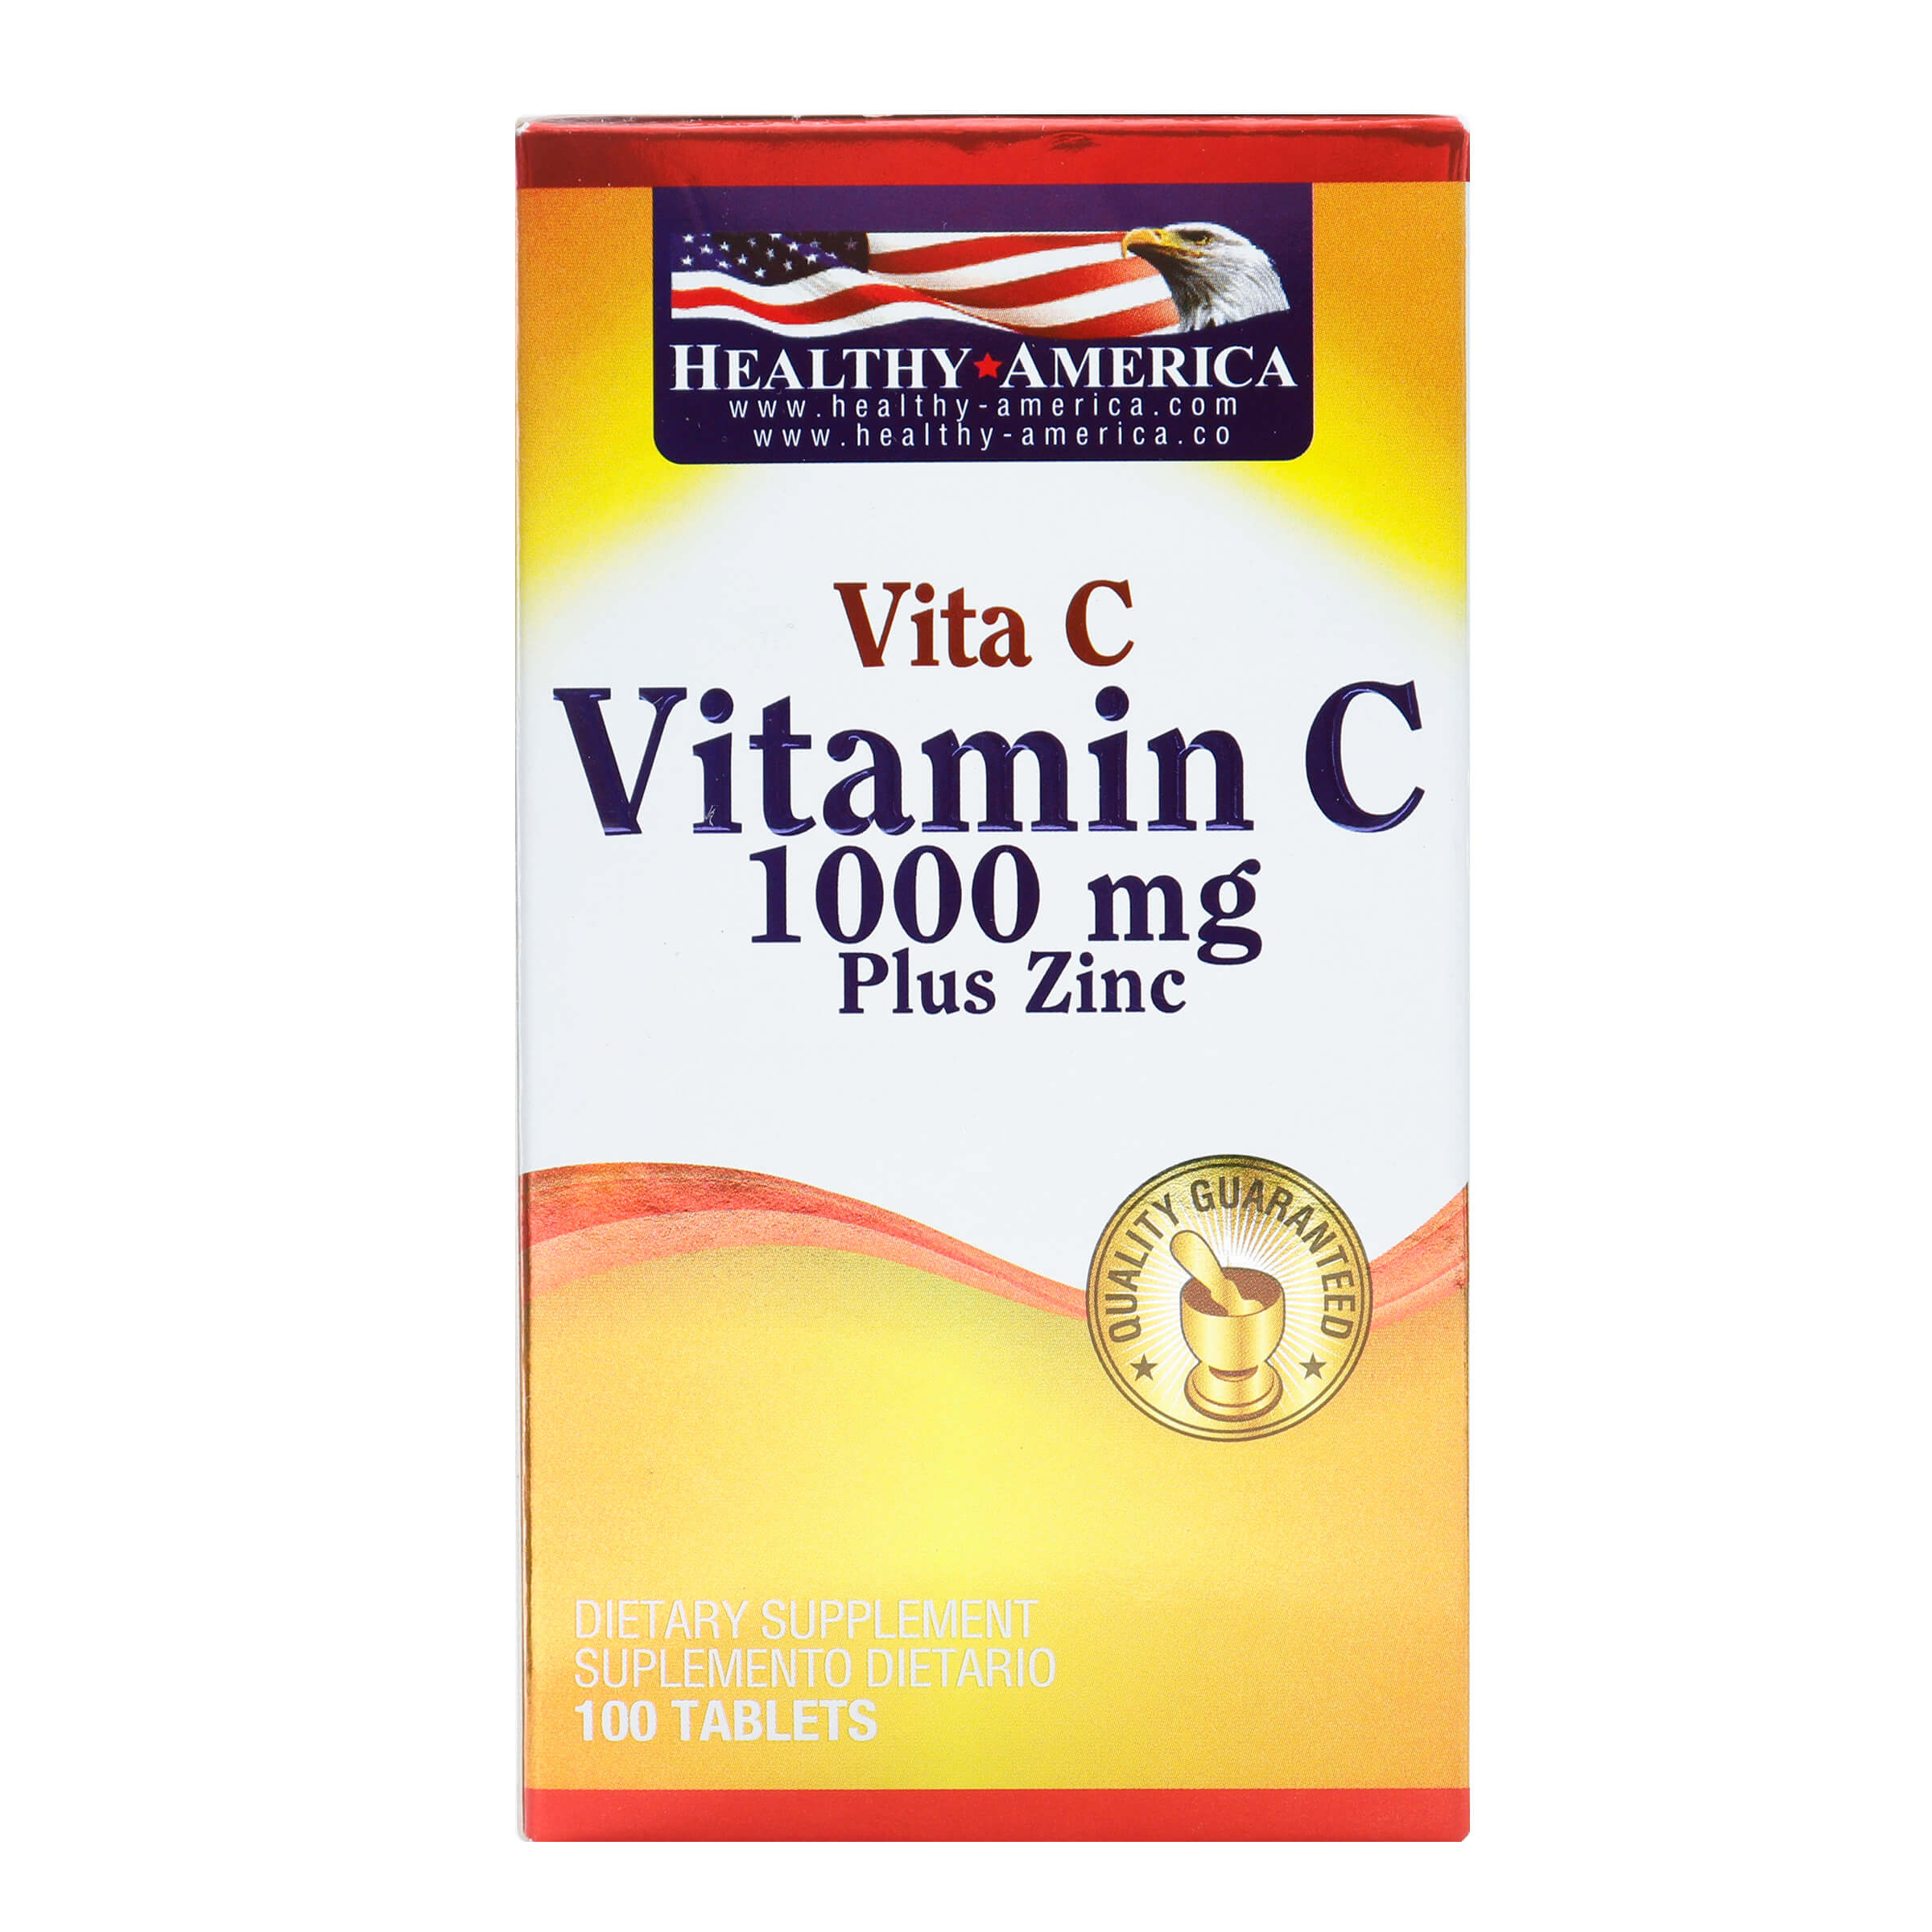 HEALTHY★AMERICA
www.healthy-america.com
www.healthy-america.co
Vita C
Vitamin C
1000 mg
Plus Zinc
QUALITY GUARANTEED
DIETARY SUPPLEMENT
SUPLEMENTO DIETARIO
100 TABLETS